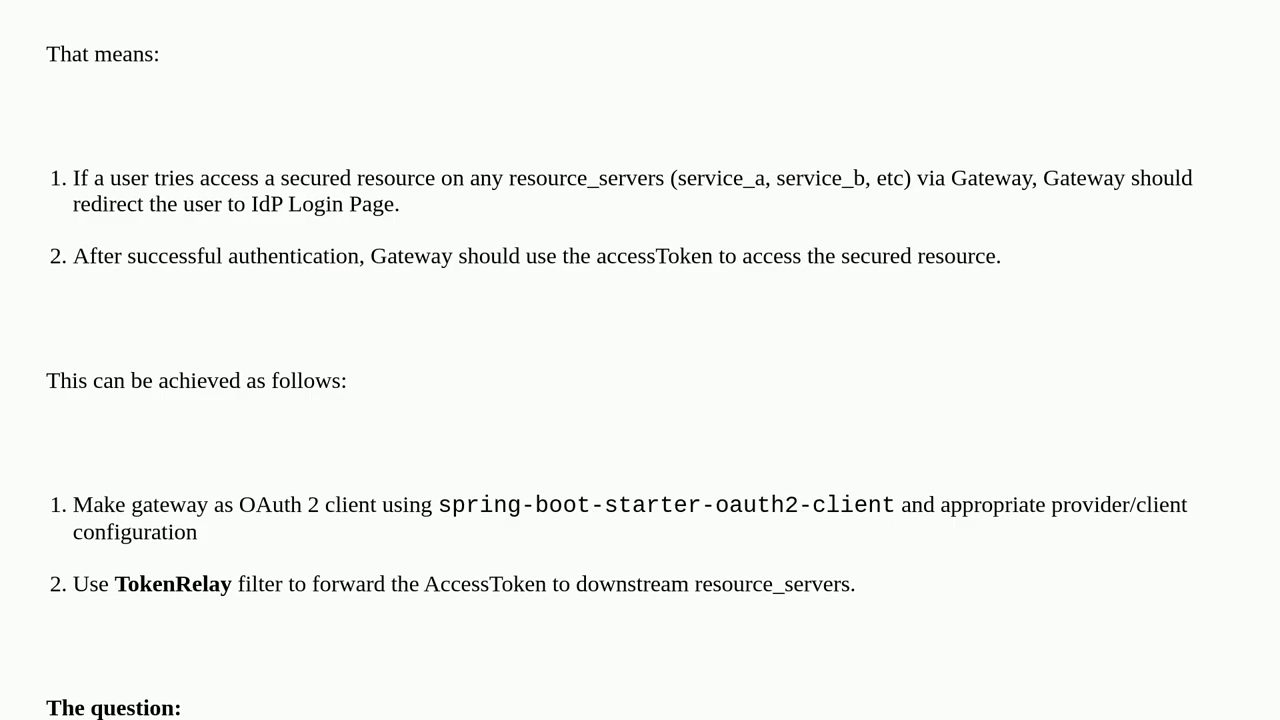 That means:
1. If a user tries access a secured resource on any resource_servers (service_a, service_b, etc) via Gateway, Gateway should
redirect the user to IdP Login Page.
2. After successful authentication, Gateway should use the accessToken to access the secured resource.
This can be achieved as follows:
1. Make gateway as OAuth 2 client using spring-boot-starter-oauth2-client and appropriate provider/client
configuration
2. Use TokenRelay filter to forward the AccessToken to downstream resource_servers.
The question: